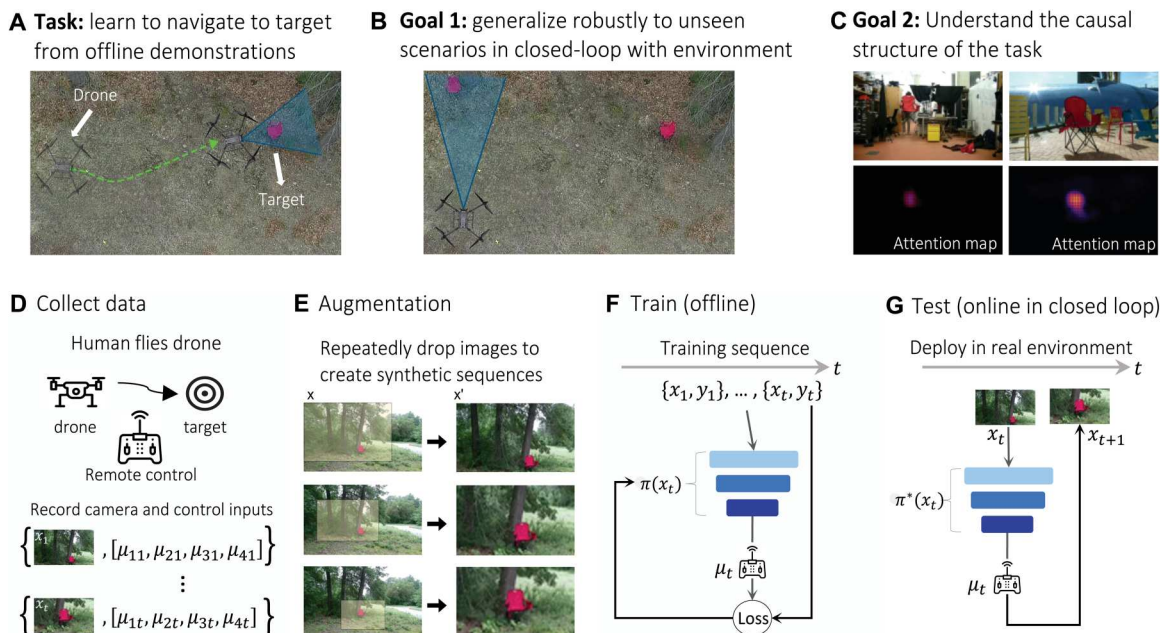 A Task: learn to navigate to target
from offline demonstrations
Drone
Target
B Goal 1: generalize robustly to unseen
scenarios in closed-loop with environment
C Goal 2: Understand the causal
structure of the task
Attention map
Attention map
D Collect data
Human flies drone
drone
target
Remote control
Record camera and control inputs
{ x₁ , [μ₁₁, μ₂₁, μ₃₁, μ₄₁] }
⋮
{ xₜ , [μ₁ₜ, μ₂ₜ, μ₃ₜ, μ₄ₜ] }
E Augmentation
Repeatedly drop images to
create synthetic sequences
x x'
F Train (offline)
Training sequence
t
{x₁, y₁}, ... , {xₜ, yₜ}
π(xₜ)
μₜ
Loss
G Test (online in closed loop)
Deploy in real environment
t
xₜ
xₜ₊₁
π*(xₜ)
μₜ